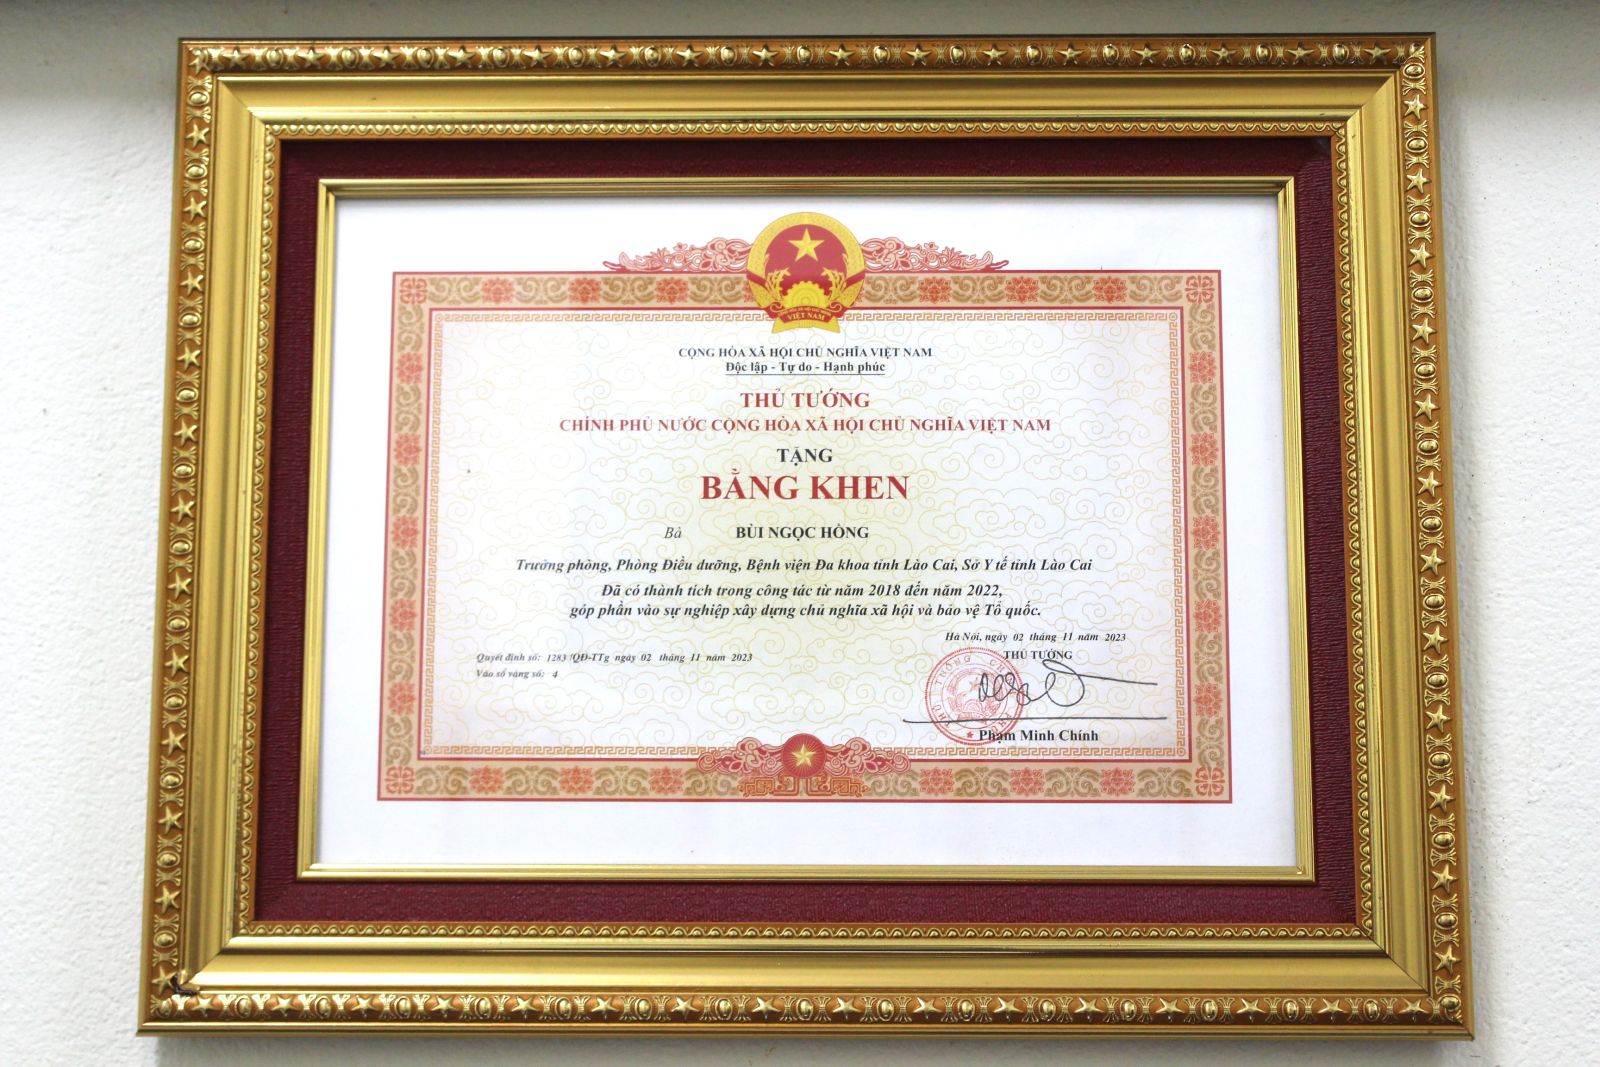 CỘNG HÒA XÃ HỘI CHỦ NGHĨA VIỆT NAM
Độc lập - Tự do - Hạnh phúc
THỦ TƯỚNG
CHÍNH PHỦ NƯỚC CỘNG HÒA XÃ HỘI CHỦ NGHĨA VIỆT NAM
TẶNG
BẰNG KHEN
Bà BÙI NGỌC HỒNG
Trưởng phòng, Phòng Điều dưỡng, Bệnh viện Đa khoa tỉnh Lào Cai, Sở Y tế tỉnh Lào Cai
Đã có thành tích trong công tác từ năm 2018 đến năm 2022,
góp phần vào sự nghiệp xây dựng chủ nghĩa xã hội và bảo vệ Tổ quốc.
Hà Nội, ngày 02 tháng 11 năm 2023
Quyết định số: 1283 /QĐ-TTg ngày 02 tháng 11 năm 2023
Vào sổ vàng số: 4
THỦ TƯỚNG
Phạm Minh Chính
VIỆT NAM